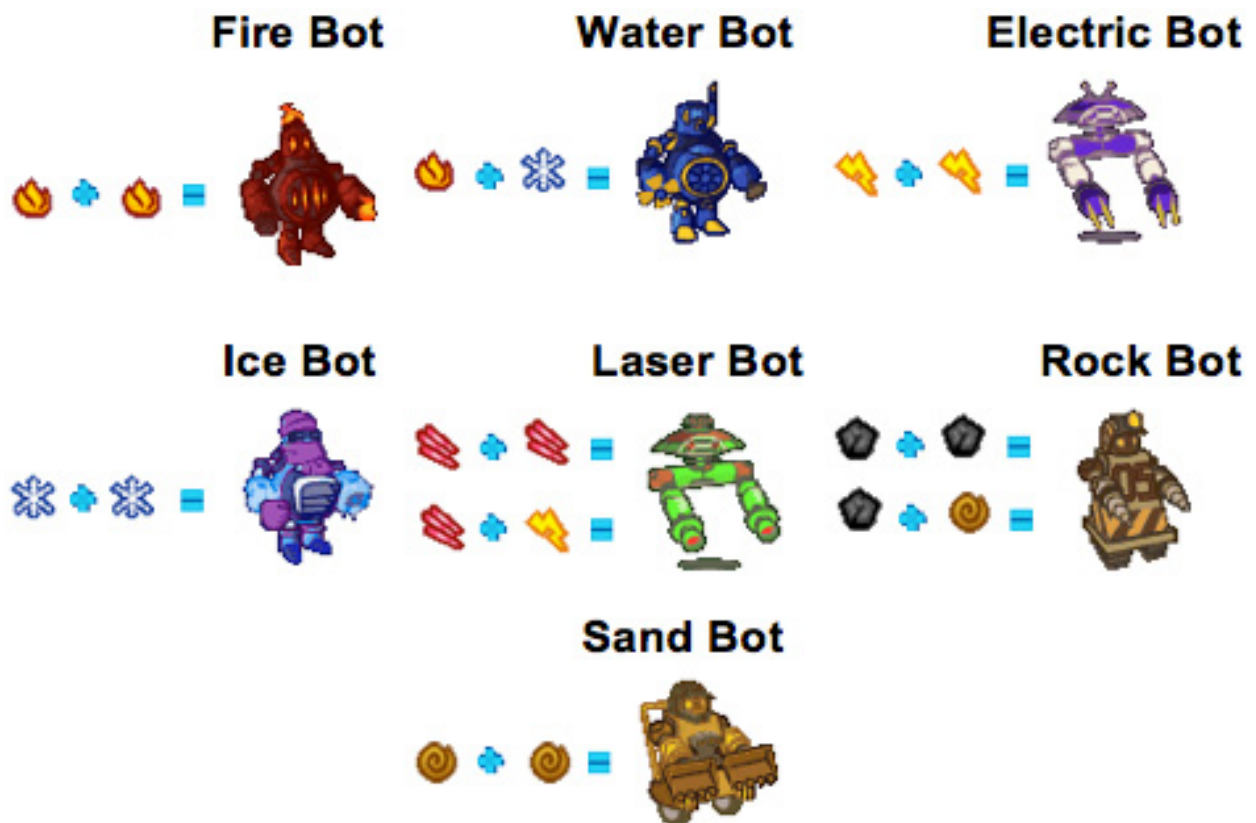 Fire Bot
Water Bot
Electric Bot
Ice Bot
Laser Bot
Rock Bot
Sand Bot